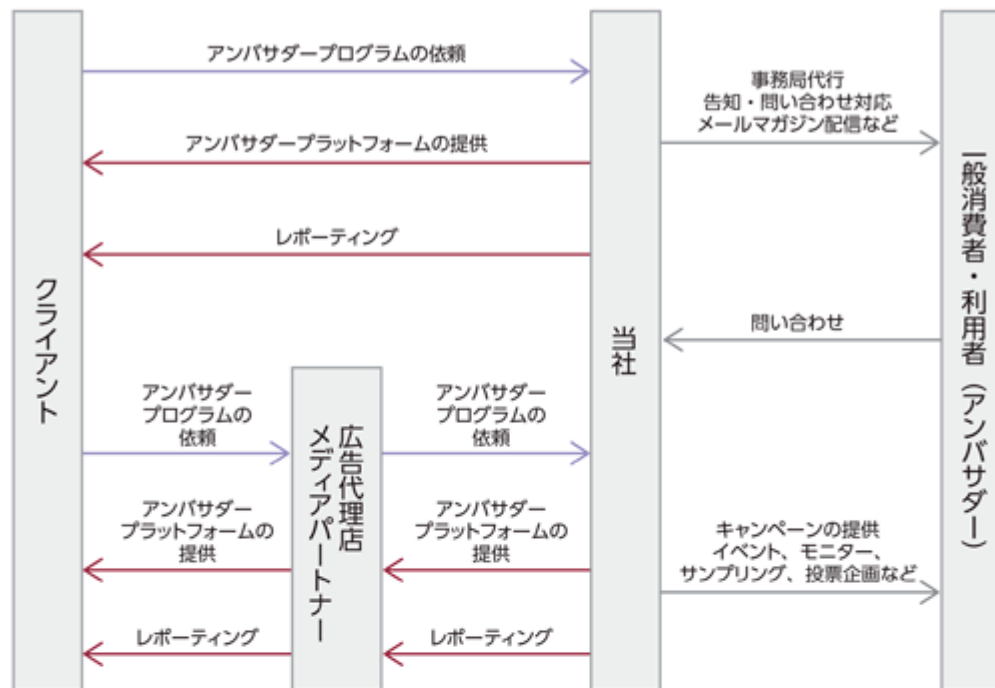 アンバサダープログラムの依頼
アンバサダープラットフォームの提供
レポーティング
クライアント
アンバサダー
プログラムの
依頼
アンバサダー
プラットフォームの
提供
レポーティング
広告代理店
メディアパートナー
アンバサダー
プログラムの
依頼
アンバサダー
プラットフォームの
提供
レポーティング
当社
事務局代行
告知・問い合わせ対応
メールマガジン配信など
問い合わせ
キャンペーンの提供
イベント、モニター、
サンプリング、投票企画など
一般消費者・利用者（アンバサダー）